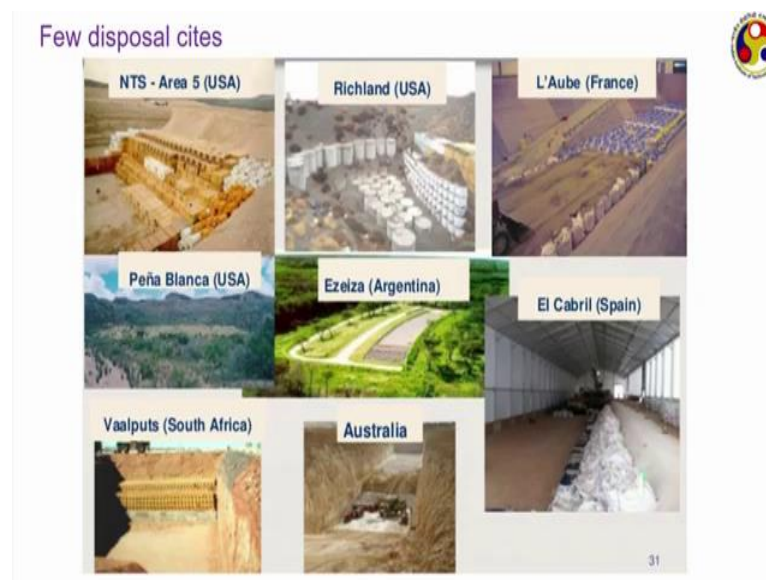 Few disposal cites
NTS - Area 5 (USA)
Richland (USA)
L'Aube (France)
Peña Blanca (USA)
Ezeiza (Argentina)
El Cabril (Spain)
Vaalputs (South Africa)
Australia
31